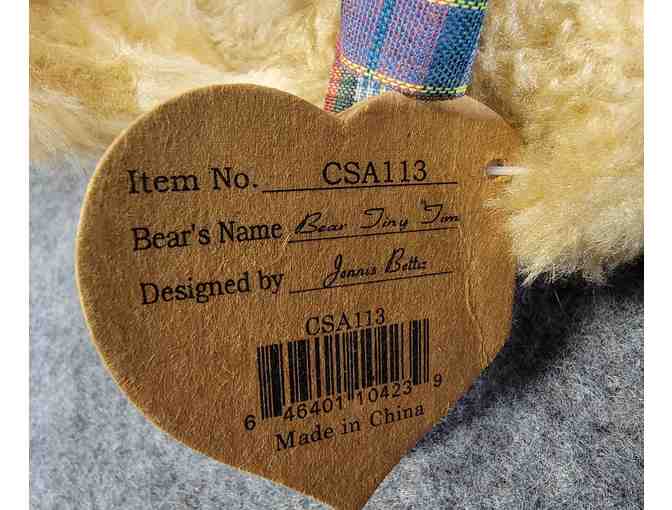 Item No. CSA113
Bear's Name Bear Tiny Tim
Designed by Jennis Bettis
CSA113
6 46401 10423 9
Made in China